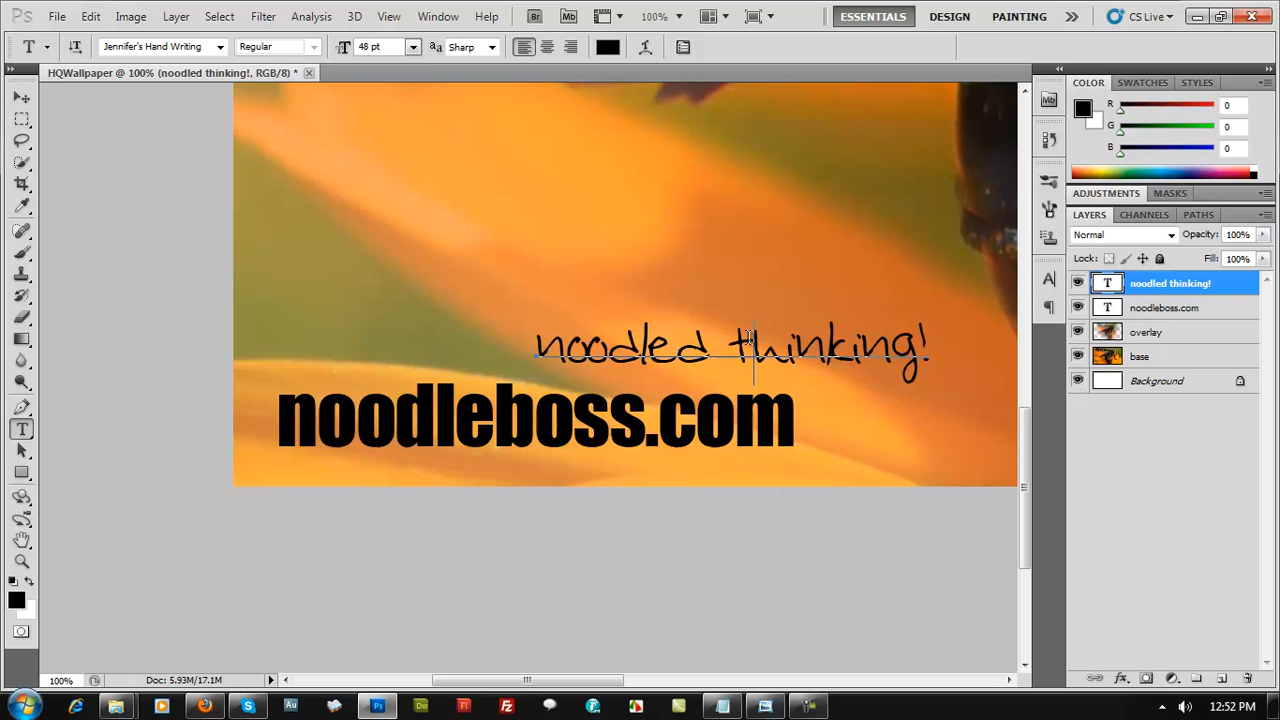 Ps File Edit Image Layer Select Filter Analysis 3D View Window Help Br Mb 100% ESSENTIALS DESIGN PAINTING CS Live
T Jennifer's Hand Writing Regular 48 pt Sharp
HQWallpaper @ 100% (noodled thinking!, RGB/8) *
COLOR SWATCHES STYLES
R 0
G 0
B 0
ADJUSTMENTS MASKS
LAYERS CHANNELS PATHS
Normal Opacity: 100%
Lock: Fill: 100%
T noodled thinking!
T noodleboss.com
overlay
base
Background
noodled thinking!
noodleboss.com
100% Doc: 5.93M/17.1M
12:52 PM